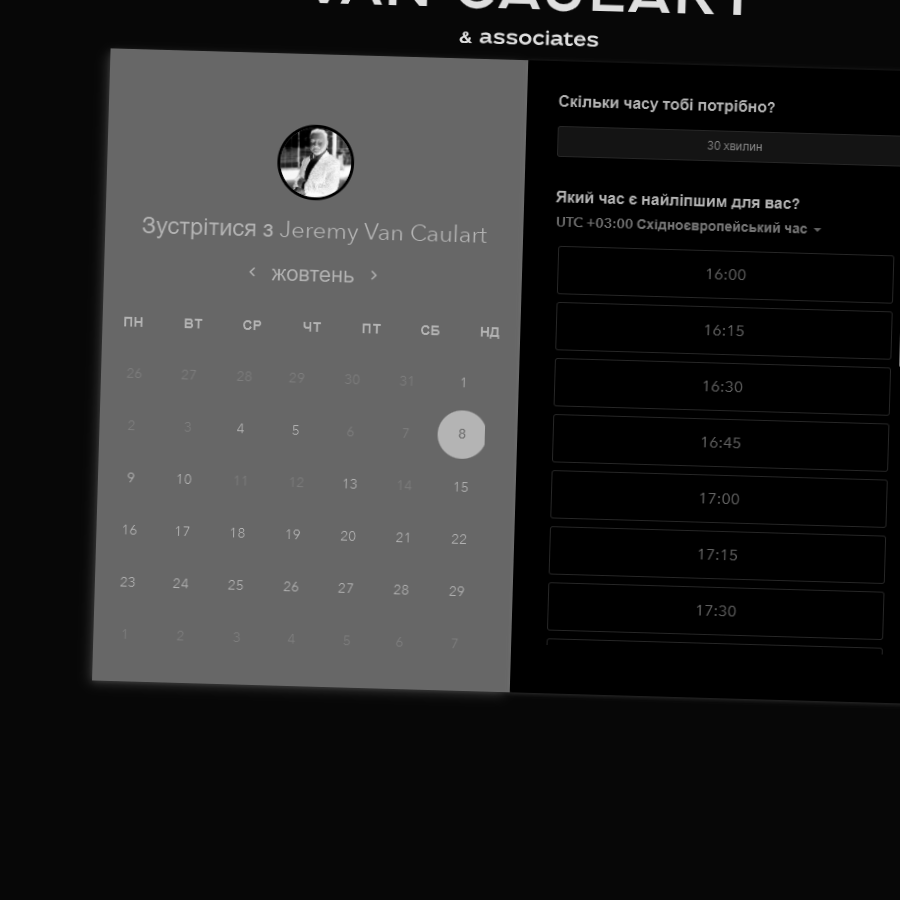 VAN CAULART
& associates
Зустрітися з Jeremy Van Caulart
жовтень
ПН ВТ СР ЧТ ПТ СБ НД
26 27 28 29 30 31 1
2 3 4 5 6 7 8
9 10 11 12 13 14 15
16 17 18 19 20 21 22
23 24 25 26 27 28 29
1 2 3 4 5 6 7
Скільки часу тобі потрібно?
30 хвилин
Який час є найліпшим для вас?
UTC +03:00 Східноєвропейський час
16:00
16:15
16:30
16:45
17:00
17:15
17:30